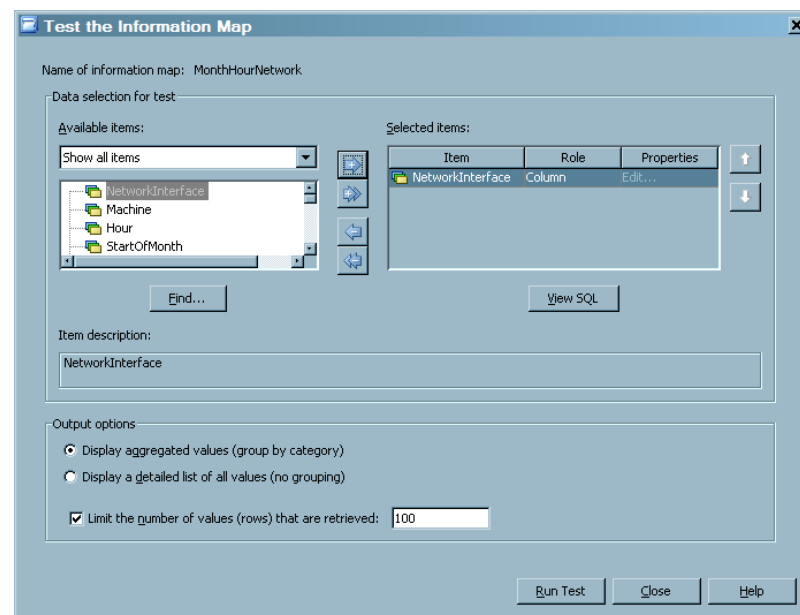 Test the Information Map
Name of information map: MonthHourNetwork
Data selection for test
Available items:
Show all items
NetworkInterface
Machine
Hour
StartOfMonth
Find...
Selected items:
Item Role Properties
NetworkInterface Column Edit...
View SQL
Item description:
NetworkInterface
Output options
Display aggregated values (group by category)
Display a detailed list of all values (no grouping)
Limit the number of values (rows) that are retrieved: 100
Run Test Close Help